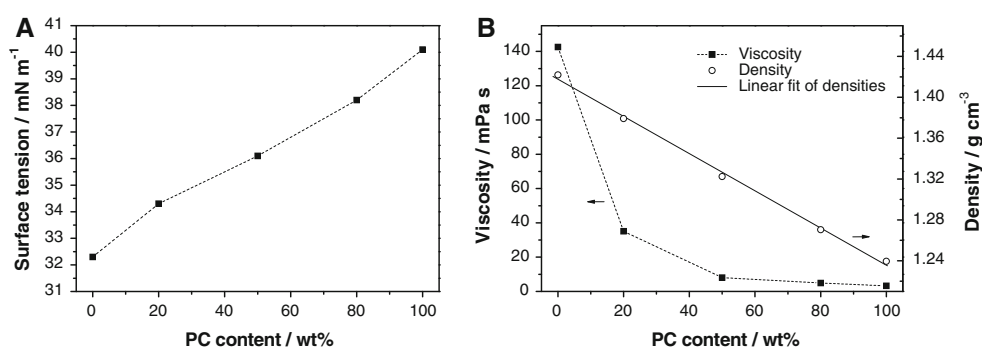 A
Surface tension / mN m⁻¹
41
40
39
38
37
36
35
34
33
32
31
0 20 40 60 80 100
PC content / wt%
B
Viscosity / mPa s
140
120
100
80
60
40
20
0
Viscosity
Density
Linear fit of densities
1.44
1.40
1.36
1.32
1.28
1.24
Density / g cm⁻³
0 20 40 60 80 100
PC content / wt%